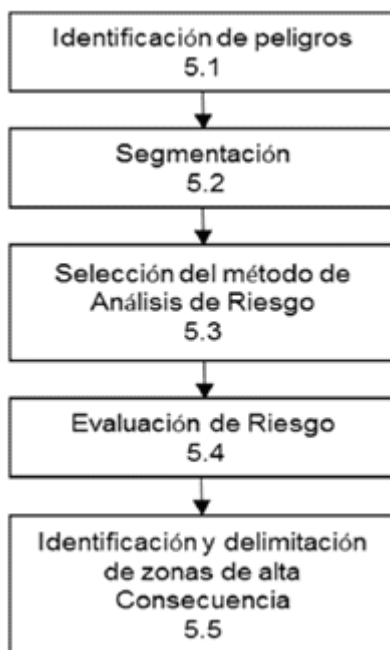 Identificación de peligros
5.1
Segmentación
5.2
Selección del método de
Análisis de Riesgo
5.3
Evaluación de Riesgo
5.4
Identificación y delimitación
de zonas de alta
Consecuencia
5.5